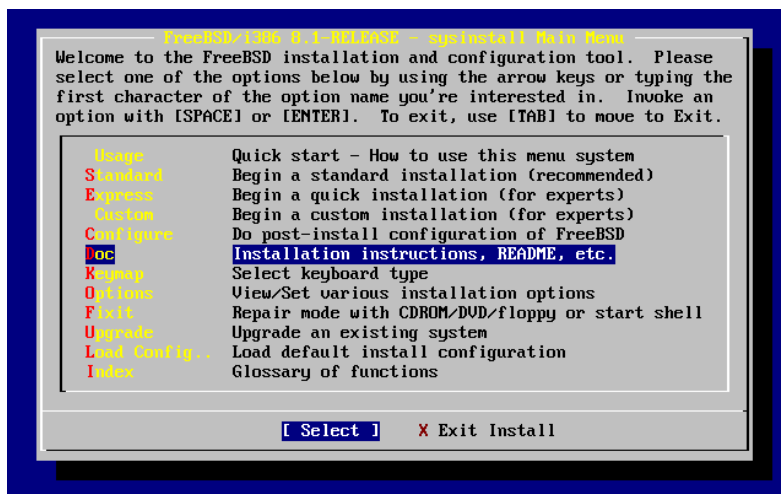 FreeBSD/i386 8.1-RELEASE - sysinstall Main Menu
Welcome to the FreeBSD installation and configuration tool.  Please
select one of the options below by using the arrow keys or typing the
first character of the option name you're interested in.  Invoke an
option with [SPACE] or [ENTER].  To exit, use [TAB] to move to Exit.
Usage Quick start - How to use this menu system
Standard Begin a standard installation (recommended)
Express Begin a quick installation (for experts)
Custom Begin a custom installation (for experts)
Configure Do post-install configuration of FreeBSD
Doc Installation instructions, README, etc.
Keymap Select keyboard type
Options View/Set various installation options
Fixit Repair mode with CDROM/DVD/floppy or start shell
Upgrade Upgrade an existing system
Load Config.. Load default install configuration
Index Glossary of functions
[ Select ] X Exit Install